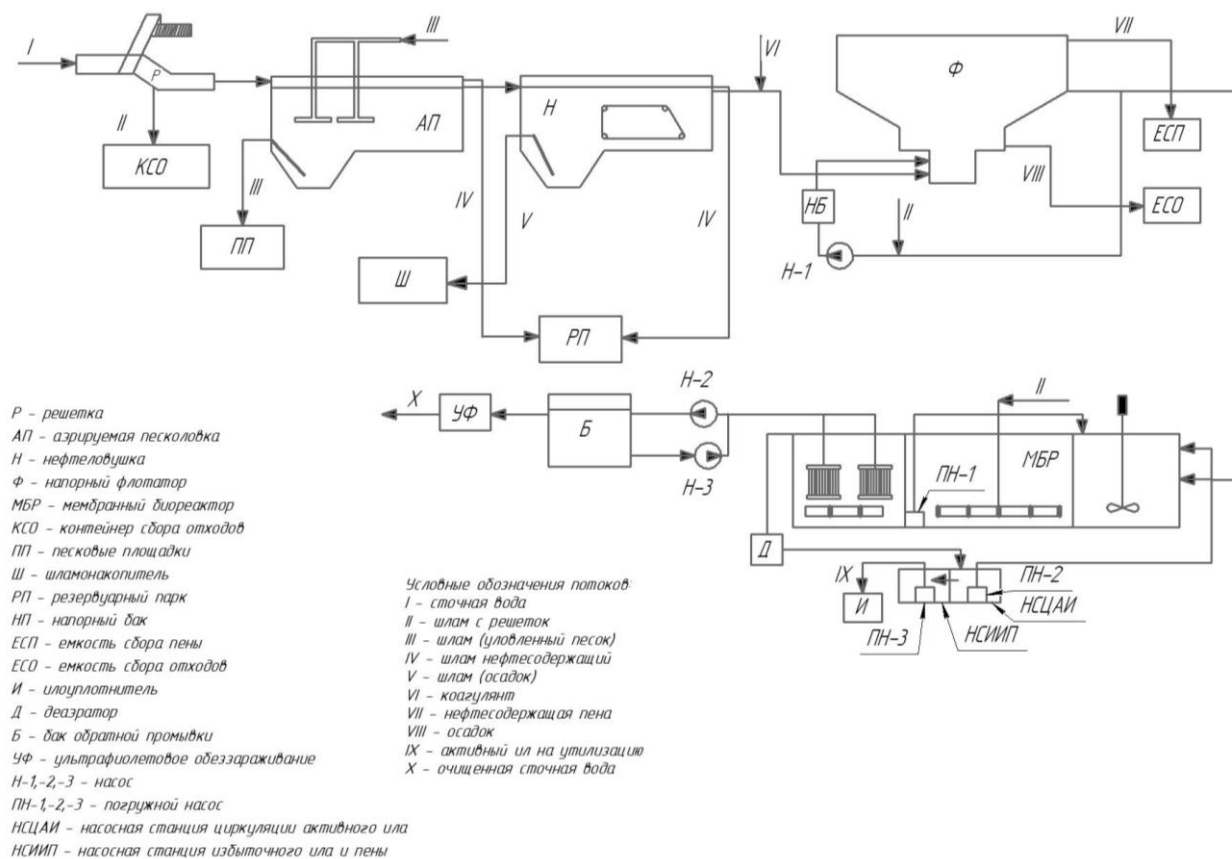 I
P
II
КСО
III
АП
III
ПП
IV
Н
V
Ш
IV
РП
VI
Ф
VII
ЕСП
VIII
ЕСО
НБ
II
Н-1
X
УФ
Б
Н-2
Н-3
II
МБР
ПН-1
Д
IX
И
ПН-2
НСЦАИ
ПН-3
НСИИП
Р - решетка
АП - аэрируемая песколовка
Н - нефтеловушка
Ф - напорный флотатор
МБР - мембранный биореактор
КСО - контейнер сбора отходов
ПП - песковые площадки
Ш - шламонакопитель
РП - резервуарный парк
НП - напорный бак
ЕСП - емкость сбора пены
ЕСО - емкость сбора отходов
И - илоуплотнитель
Д - деаэратор
Б - бак обратной промывки
УФ - ультрафиолетовое обеззараживание
Н-1,-2,-3 - насос
ПН-1,-2,-3 - погружной насос
НСЦАИ - насосная станция циркуляции активного ила
НСИИП - насосная станция избыточного ила и пены
Условные обозначения потоков:
I - сточная вода
II - шлам с решеток
III - шлам (уловленный песок)
IV - шлам нефтесодержащий
V - шлам (осадок)
VI - коагулянт
VII - нефтесодержащая пена
VIII - осадок
IX - активный ил на утилизацию
X - очищенная сточная вода